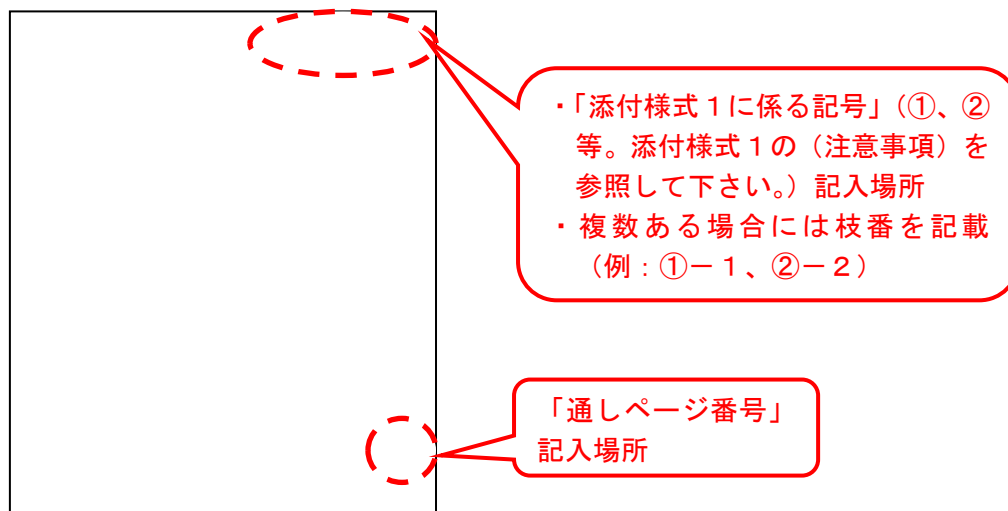 ・「添付様式１に係る記号」（①、②
等。添付様式１の（注意事項）を
参照して下さい。）記入場所
・複数ある場合には枝番を記載
（例：①－１、②－２）
「通しページ番号」
記入場所